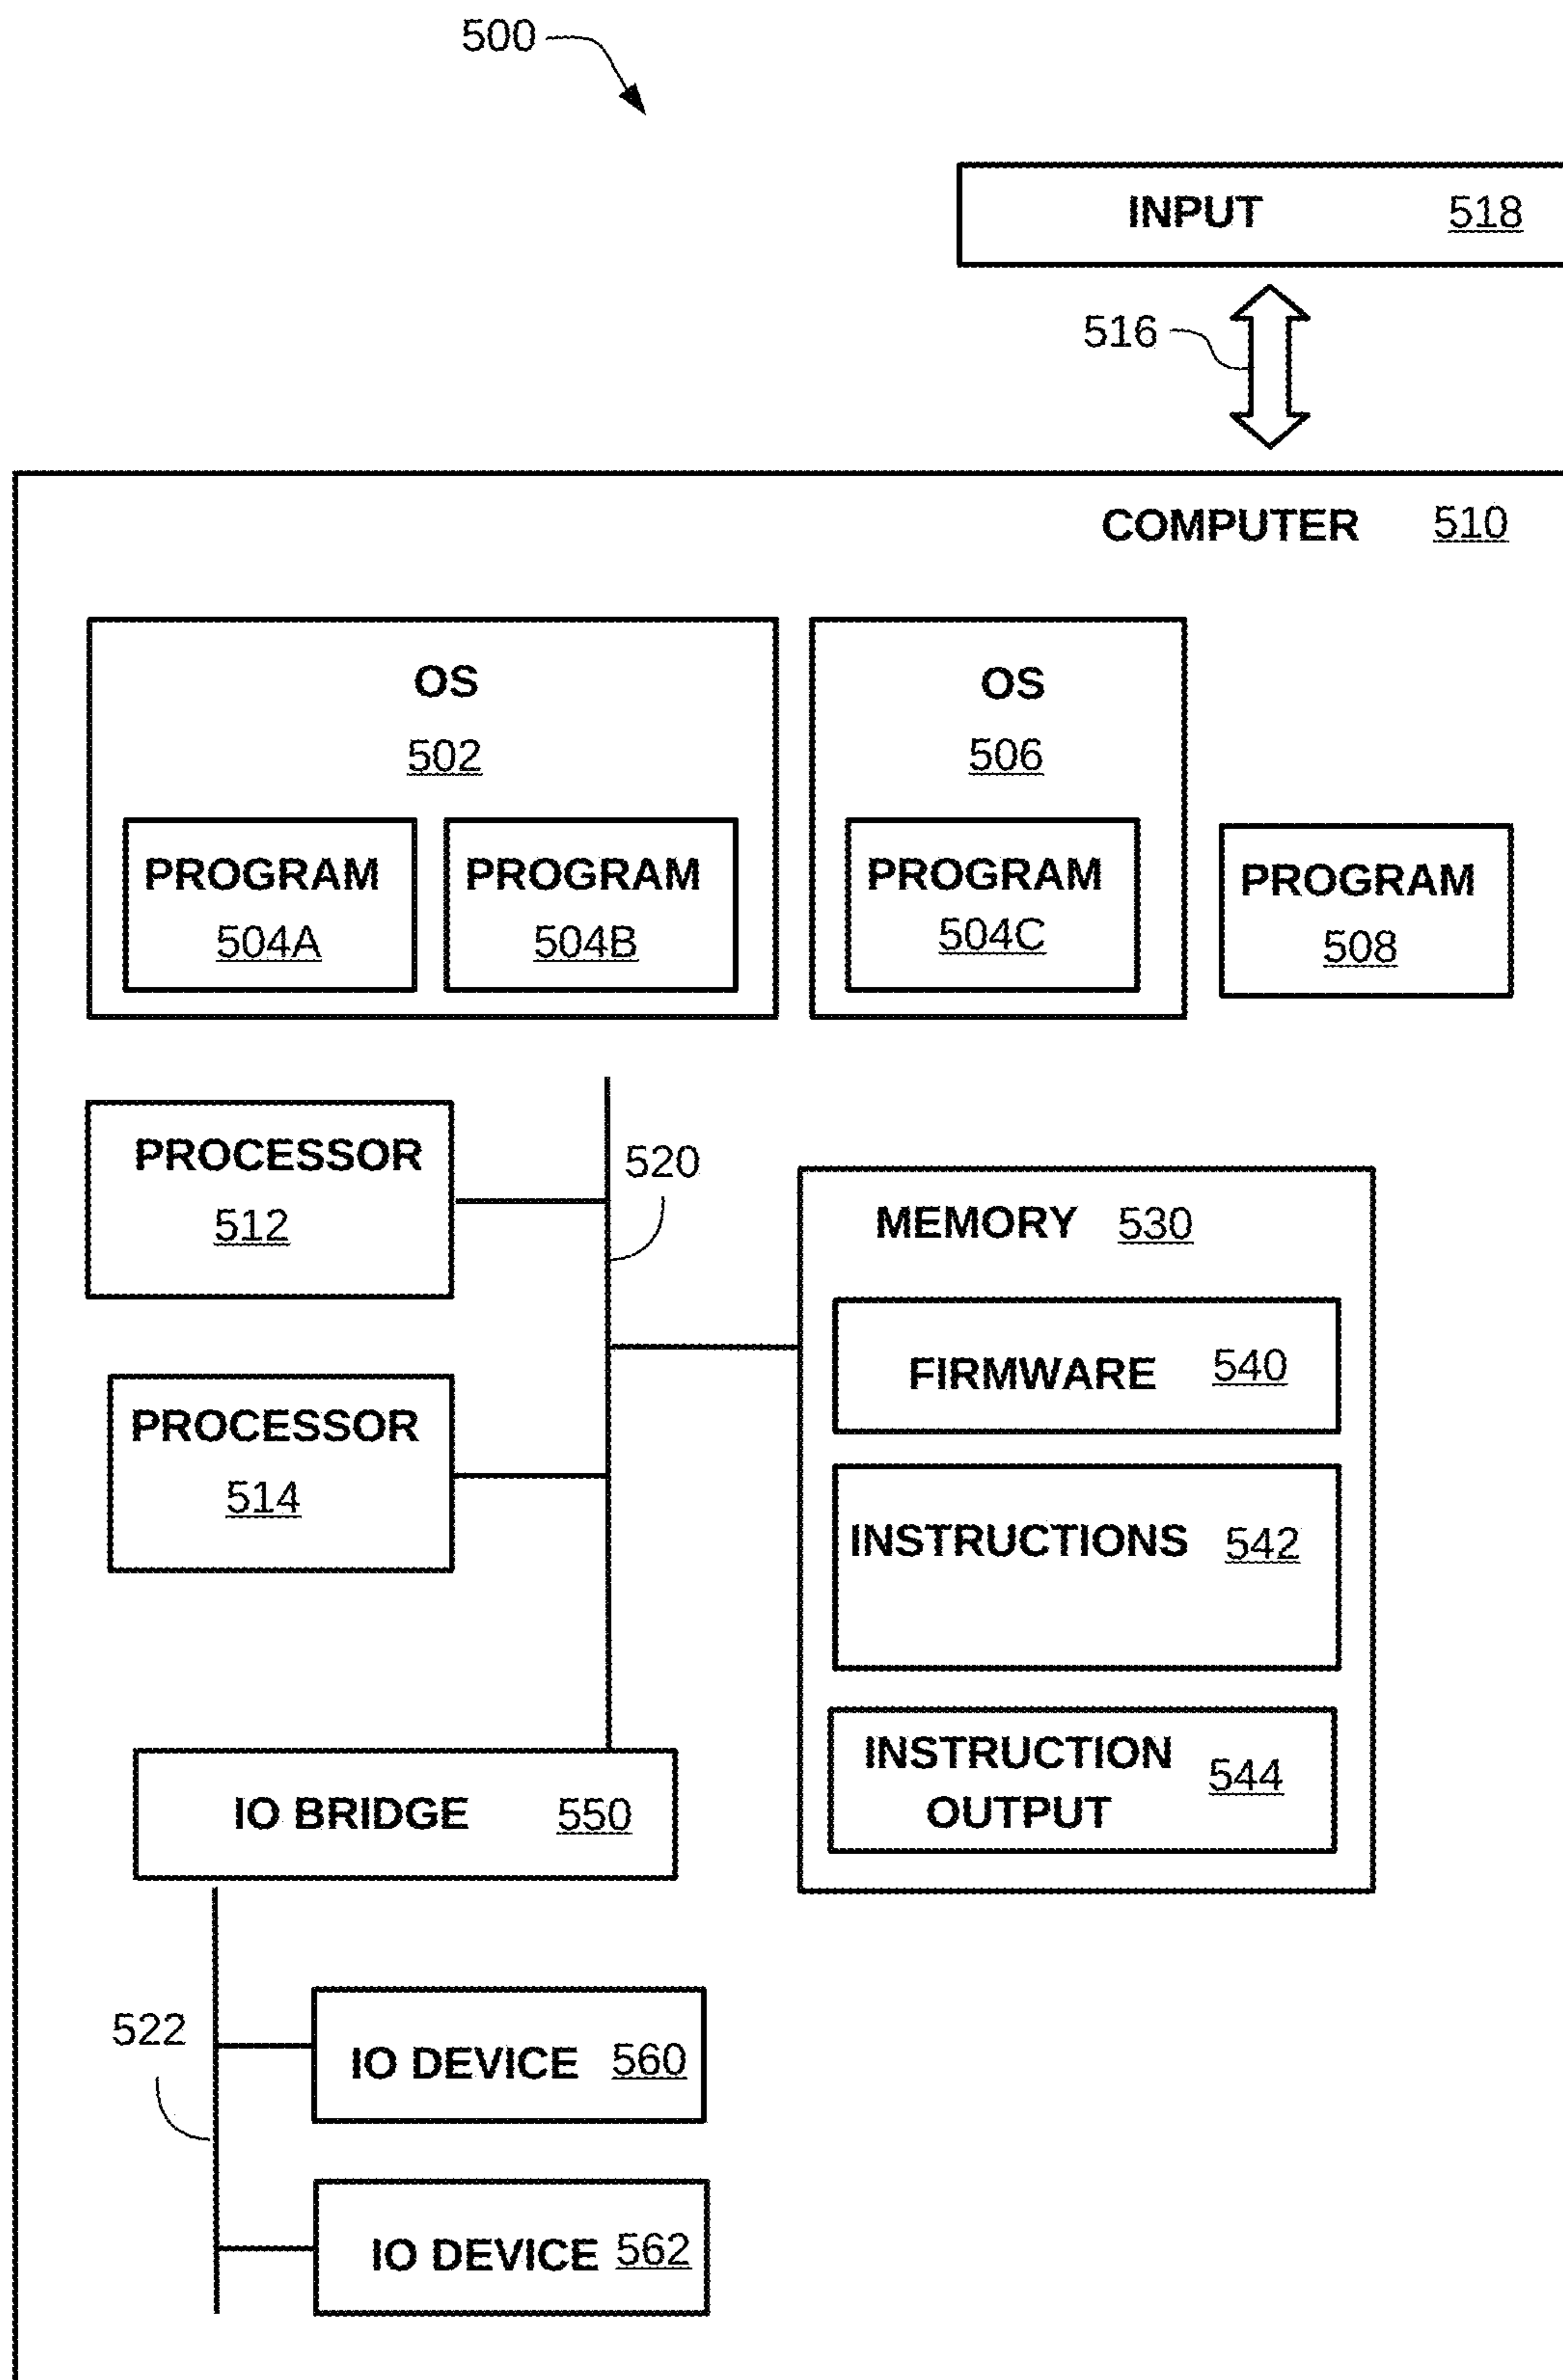 500
INPUT 518
516
COMPUTER 510
OS
502
PROGRAM
504A
PROGRAM
504B
OS
506
PROGRAM
504C
PROGRAM
508
PROCESSOR
512
520
MEMORY 530
FIRMWARE 540
PROCESSOR
514
INSTRUCTIONS 542
INSTRUCTION
OUTPUT
544
IO BRIDGE 550
522
IO DEVICE 560
IO DEVICE 562